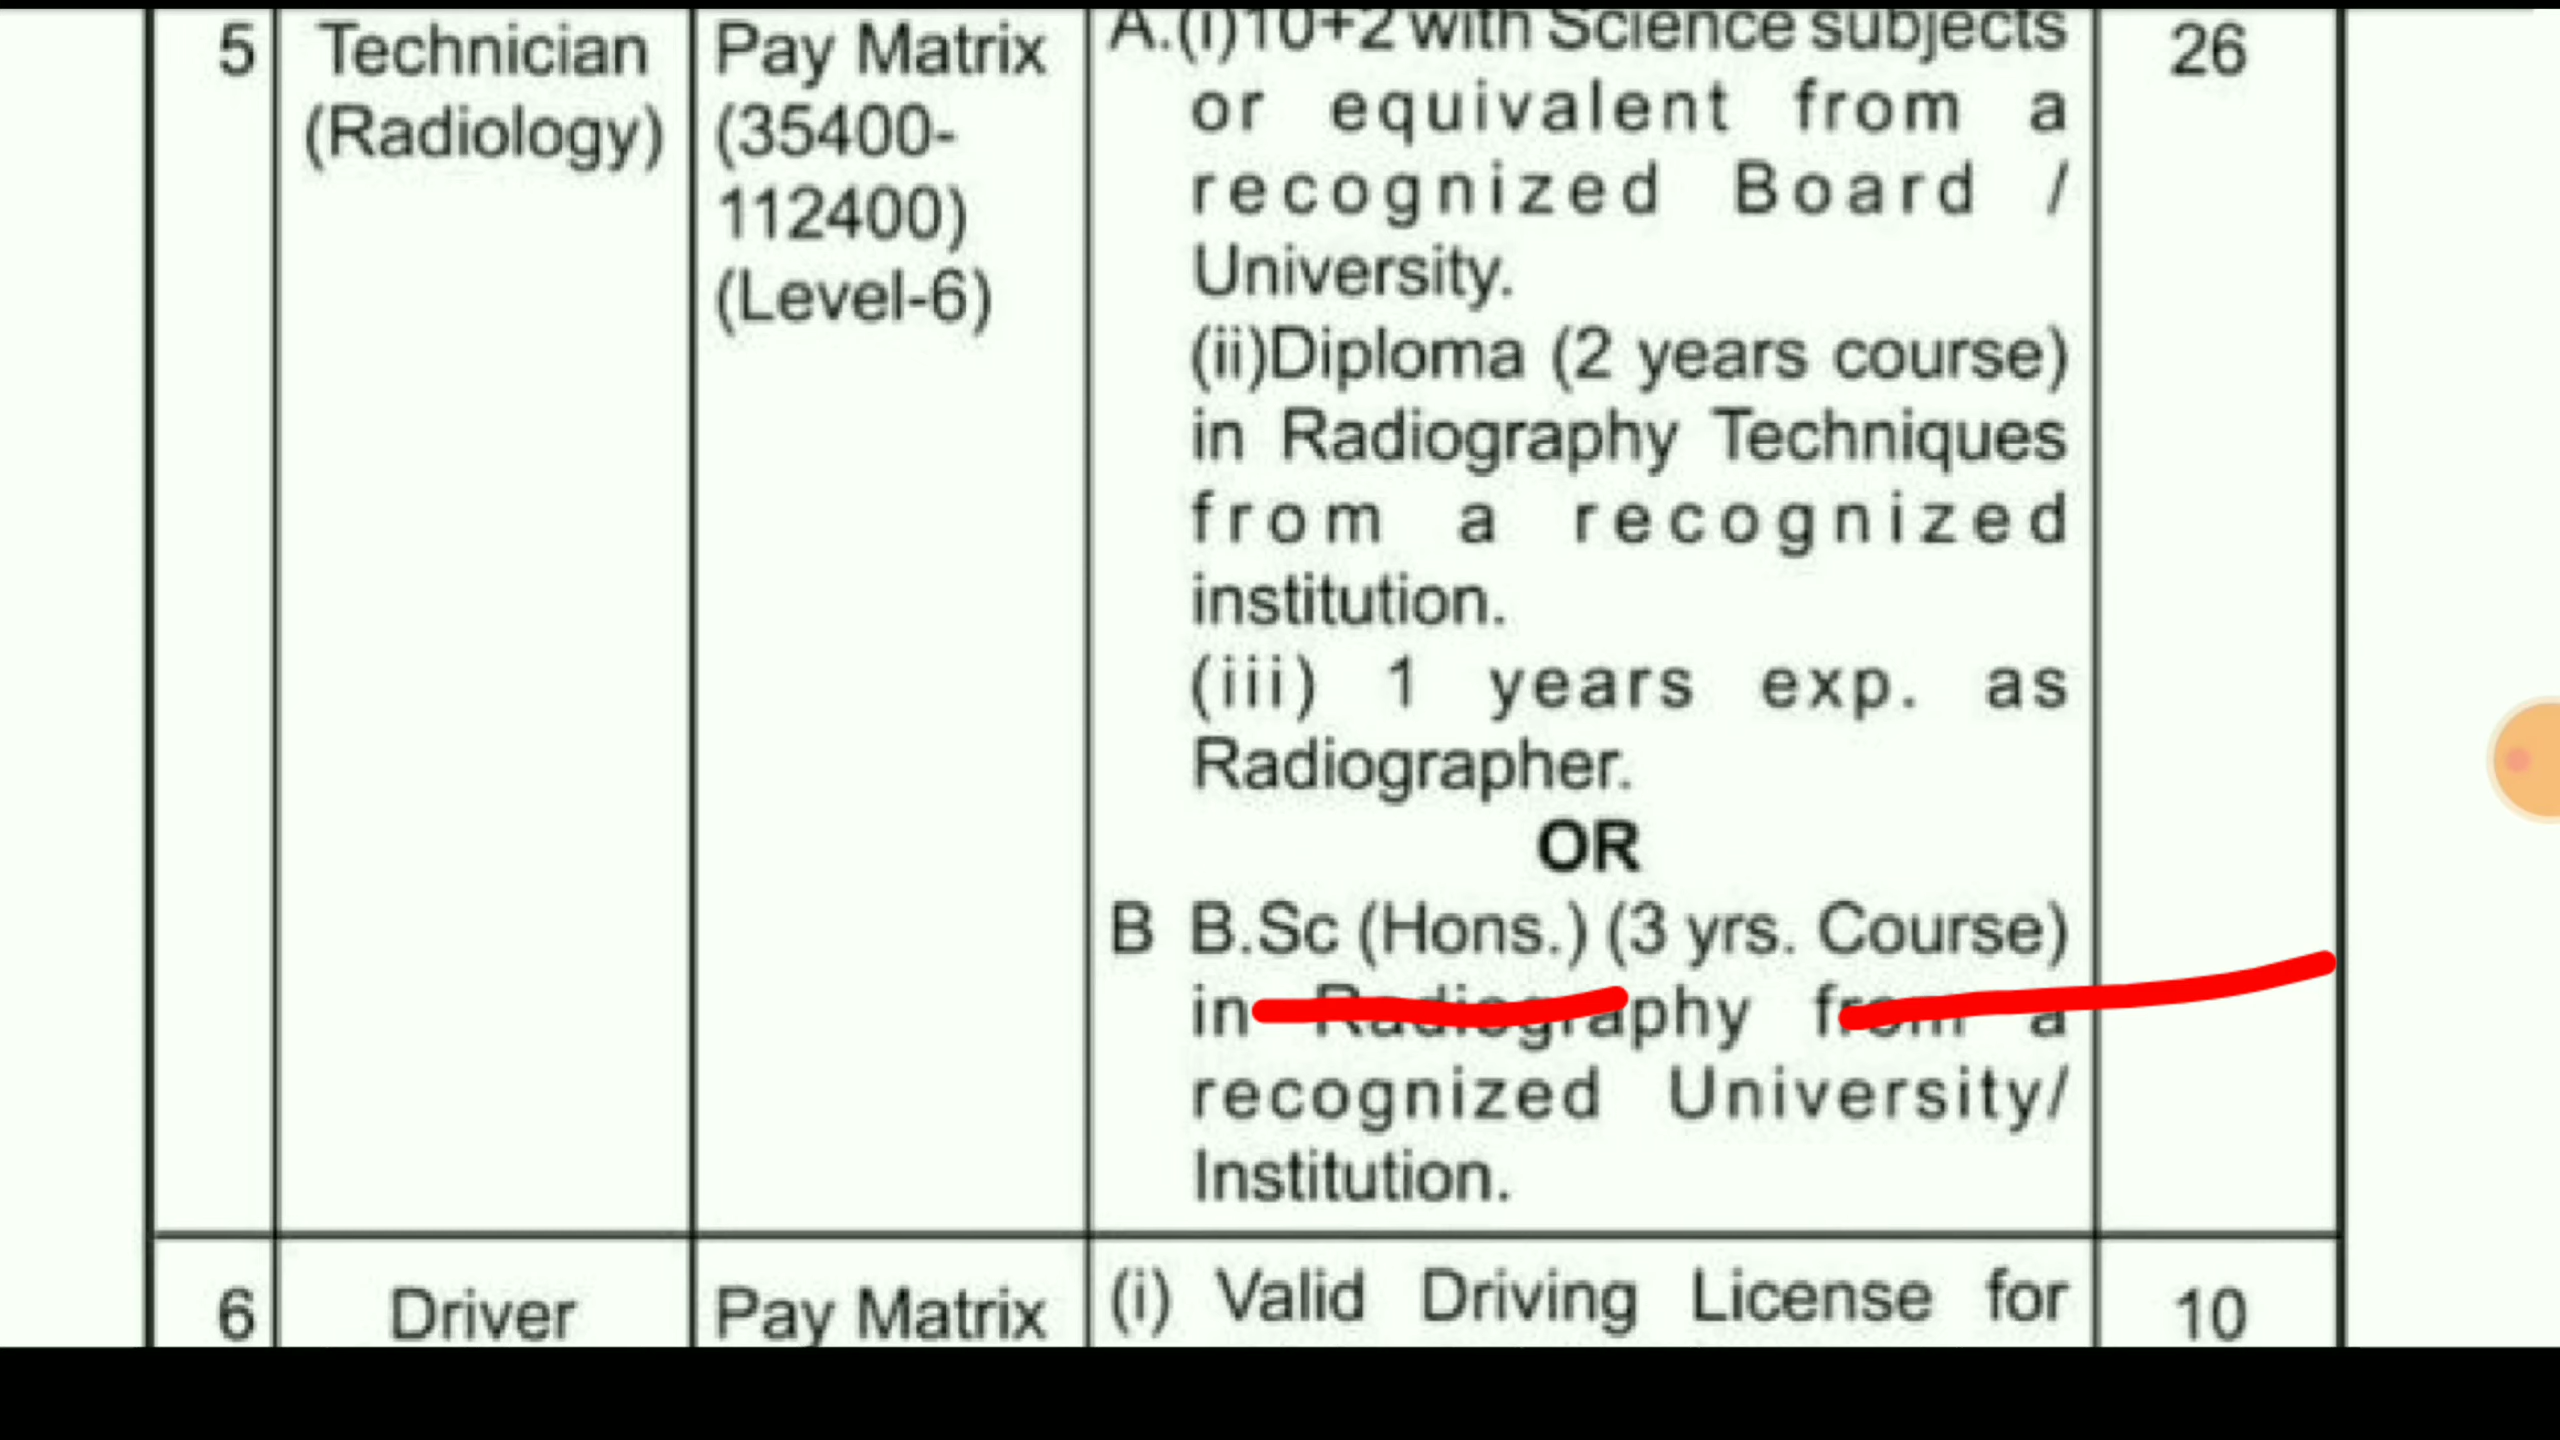 5
Technician
(Radiology)
Pay Matrix
(35400-
112400)
(Level-6)
A.(i)10+2 with Science subjects
or equivalent from a
recognized Board /
University.
(ii)Diploma (2 years course)
in Radiography Techniques
from a recognized
institution.
(iii) 1 years exp. as
Radiographer.
OR
B B.Sc (Hons.) (3 yrs. Course)
in Radiography from a
recognized University/
Institution.
26
6
Driver
Pay Matrix
(i) Valid Driving License for
10